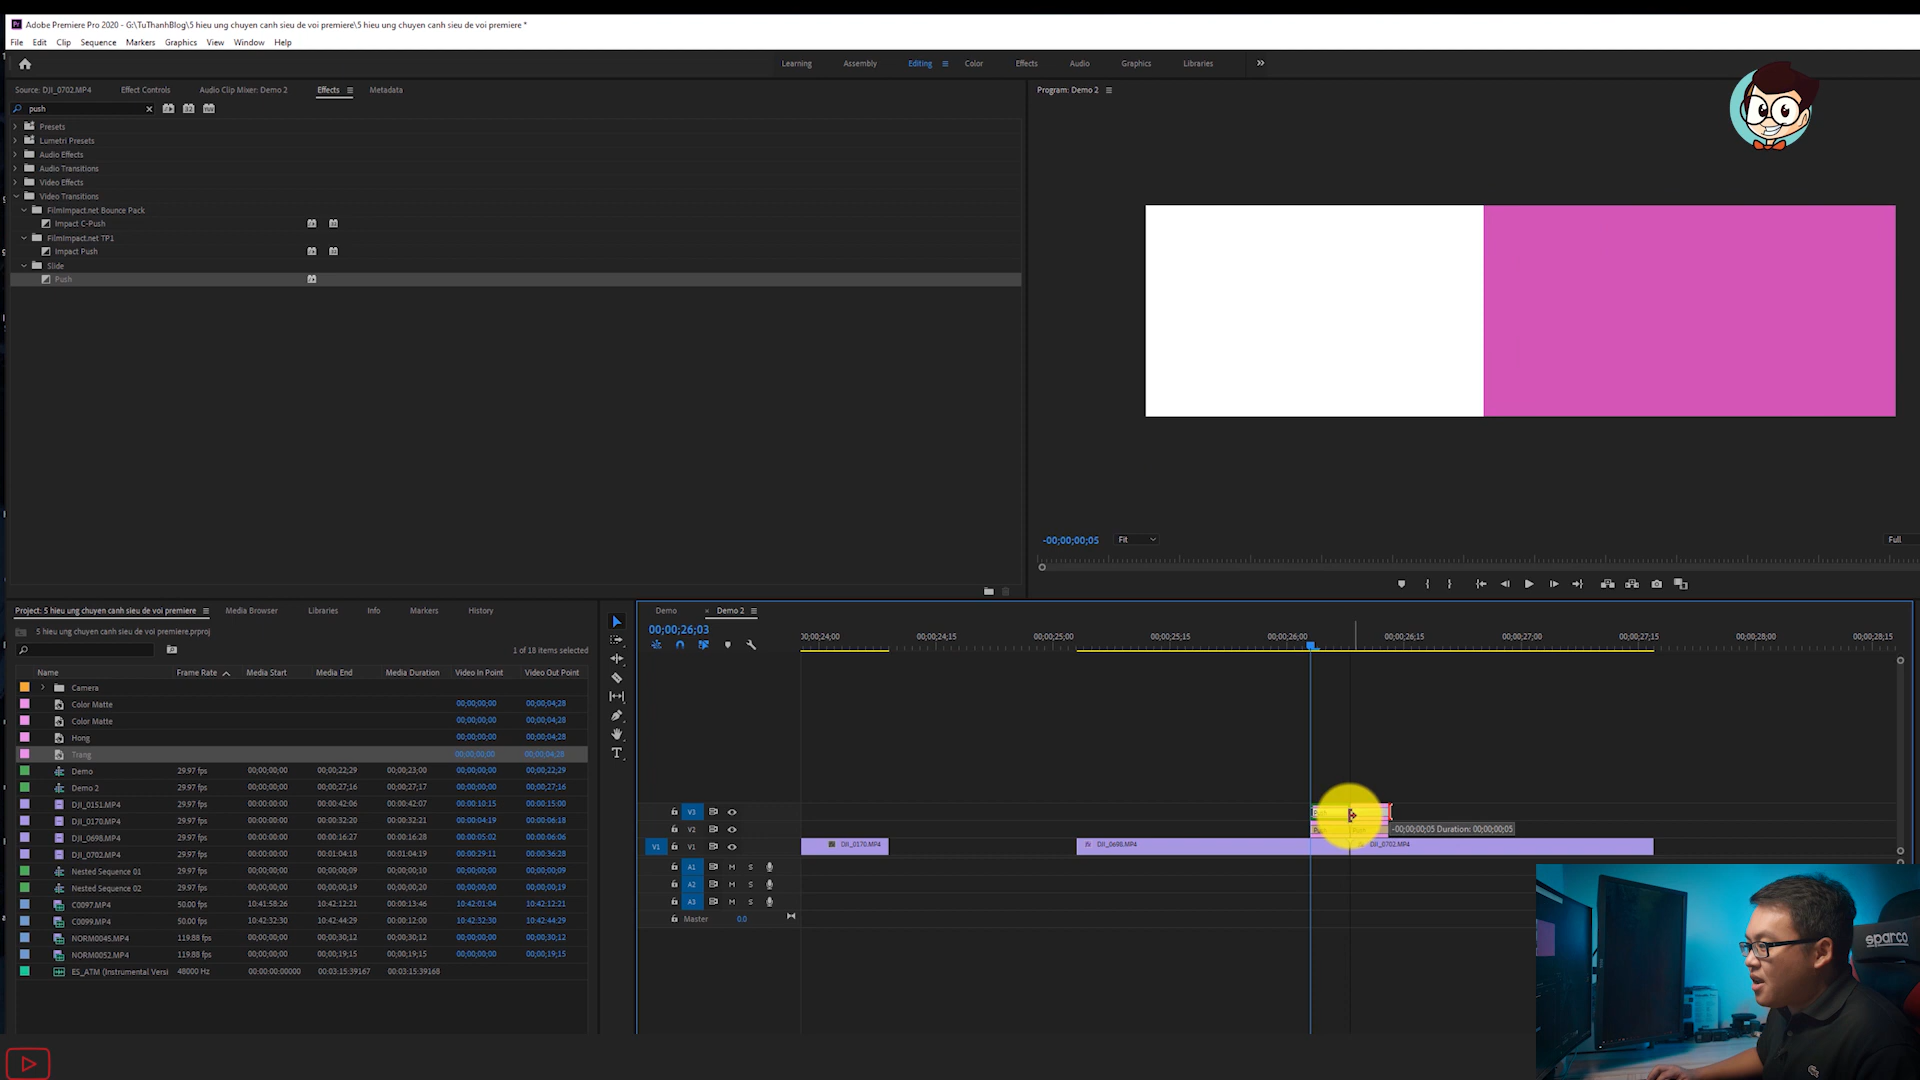 Adobe Premiere Pro 2020 - G:\TuThanhBlog\5 hieu ung chuyen canh sieu de voi premiere\5 hieu ung chuyen canh sieu de voi premiere *
File Edit Clip Sequence Markers Graphics View Window Help
Learning Assembly Editing Color Effects Audio Graphics Libraries
Source: DJI_0702.MP4 Effect Controls Audio Clip Mixer: Demo 2 Effects Metadata
Program: Demo 2
push
Presets
Lumetri Presets
Audio Effects
Audio Transitions
Video Effects
Video Transitions
FilmImpact.net Bounce Pack
Impact C-Push
FilmImpact.net TP1
Impact Push
Slide
Push
-00;00;00;05 Fit Full
Project: 5 hieu ung chuyen canh sieu de voi premiere Media Browser Libraries Info Markers History
5 hieu ung chuyen canh sieu de voi premiere.prproj
1 of 18 items selected
Name Frame Rate Media Start Media End Media Duration Video In Point Video Out Point
Camera
Color Matte 00;00;00;00 00;00;04;28
Color Matte 00;00;00;00 00;00;04;28
Hong 00;00;00;00 00;00;04;28
Trang 00;00;00;00 00;00;04;28
Demo 29.97 fps 00;00;00;00 00;00;22;29 00;00;23;00 00;00;00;00 00;00;22;29
Demo 2 29.97 fps 00;00;00;00 00;00;27;16 00;00;27;17 00;00;00;00 00;00;27;16
DJI_0151.MP4 29.97 fps 00:00:00:00 00:00:42:06 00:00:42:07 00:00:10:15 00:00:15:00
DJI_0170.MP4 29.97 fps 00:00:00:00 00:00:32:20 00:00:32:21 00:00:04:19 00:00:06:18
DJI_0698.MP4 29.97 fps 00:00:00:00 00:00:16:27 00:00:16:28 00:00:05:02 00:00:06:06
DJI_0702.MP4 29.97 fps 00:00:00:00 00:01:04:18 00:01:04:19 00:00:29:11 00:00:36:28
Nested Sequence 01 29.97 fps 00;00;00;00 00;00;00;09 00;00;00;10 00;00;00;00 00;00;00;09
Nested Sequence 02 29.97 fps 00;00;00;00 00;00;00;19 00;00;00;20 00;00;00;00 00;00;00;19
C0097.MP4 50.00 fps 10:41:58:26 10:42:12:21 00:00:13:46 10:42:01:04 10:42:12:21
C0099.MP4 50.00 fps 10:42:32:30 10:42:44:29 00:00:12:00 10:42:32:30 10:42:44:29
NORM0045.MP4 119.88 fps 00;00;00;00 00;00;30;12 00;00;30;12 00;00;00;00 00;00;30;12
NORM0052.MP4 119.88 fps 00;00;00;00 00;00;19;15 00;00;19;15 00;00;00;00 00;00;19;15
ES_ATM (Instrumental Versi 48000 Hz 00:00:00:00000 00:03:15:39167 00:03:15:39168
Demo Demo 2
00;00;26;03
00;00;24;00 00;00;24;15 00;00;25;00 00;00;25;15 00;00;26;00 00;00;26;15 00;00;27;00 00;00;27;15 00;00;28;00 00;00;28;15
V3
V2
-00;00;00;05 Duration: 00;00;00;05
V1 V1 DJI_0170.MP4 DJI_0698.MP4 DJI_0702.MP4
A1 M S
A2 M S
A3 M S
Master 0.0
T
sparco